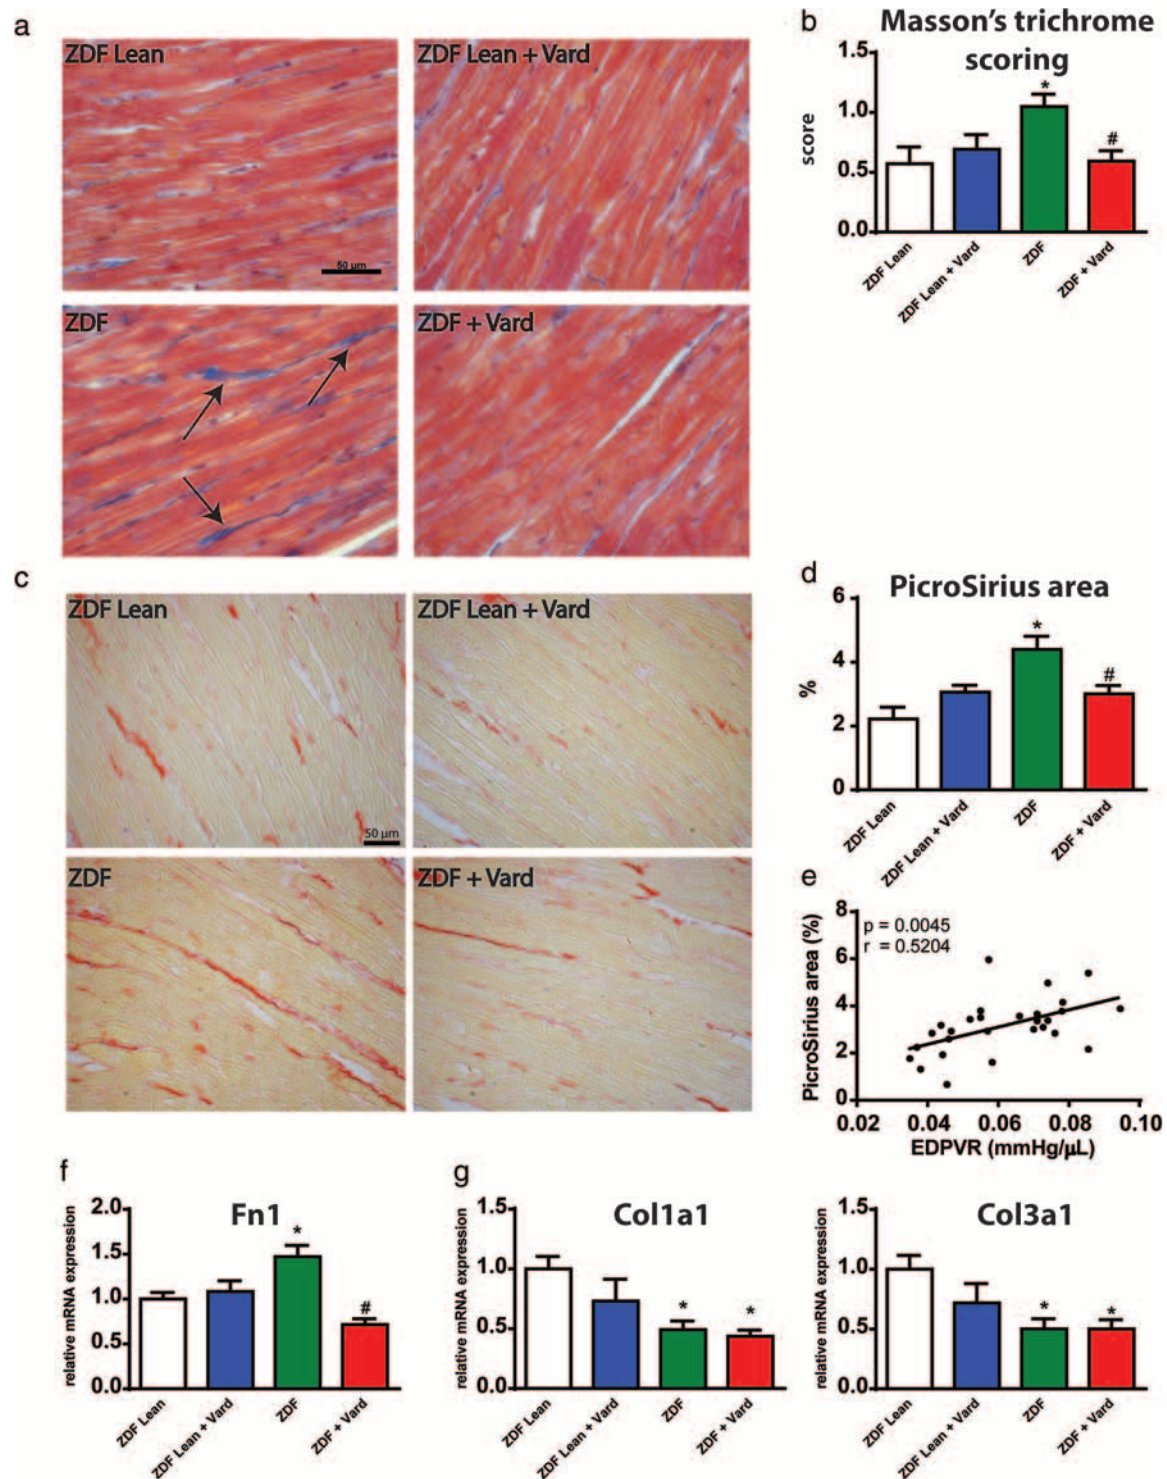 a
ZDF Lean
ZDF Lean + Vard
50 µm
ZDF
ZDF + Vard
b
Masson's trichrome
scoring
score
1.5
1.0
0.5
0.0
*
#
ZDF Lean
ZDF Lean + Vard
ZDF
ZDF + Vard
c
ZDF Lean
ZDF Lean + Vard
50 µm
ZDF
ZDF + Vard
d
PicroSirius area
%
6
4
2
0
*
#
ZDF Lean
ZDF Lean + Vard
ZDF
ZDF + Vard
e
PicroSirius area (%)
8
6
4
2
0
p = 0.0045
r = 0.5204
0.02 0.04 0.06 0.08 0.10
EDPVR (mmHg/µL)
f
Fn1
relative mRNA expression
2.0
1.5
1.0
0.5
0.0
*
#
ZDF Lean
ZDF Lean + Vard
ZDF
ZDF + Vard
g
Col1a1
relative mRNA expression
1.5
1.0
0.5
0.0
*
*
ZDF Lean
ZDF Lean + Vard
ZDF
ZDF + Vard
Col3a1
relative mRNA expression
1.5
1.0
0.5
0.0
*
*
ZDF Lean
ZDF Lean + Vard
ZDF
ZDF + Vard